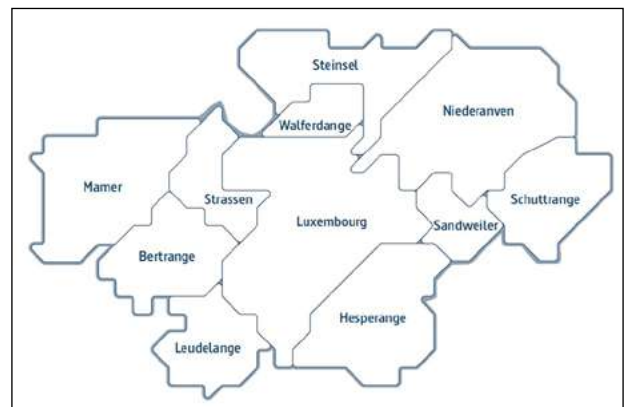 Steinsel
Niederanven
Walferdange
Mamer
Strassen
Schuttrange
Luxembourg
Sandweiler
Bertrange
Hesperange
Leudelange